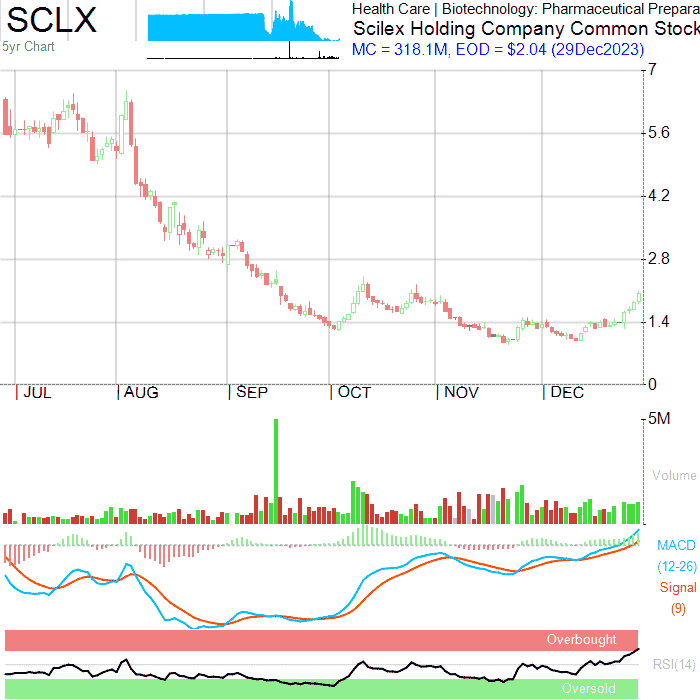 SCLX
5yr Chart
Health Care | Biotechnology: Pharmaceutical Prepara
Scilex Holding Company Common Stock
MC = 318.1M, EOD = $2.04 (29Dec2023)
7
5.6
4.2
2.8
1.4
0
JUL AUG SEP OCT NOV DEC
5M
Volume
MACD
(12-26)
Signal
(9)
Overbought
RSI(14)
Oversold